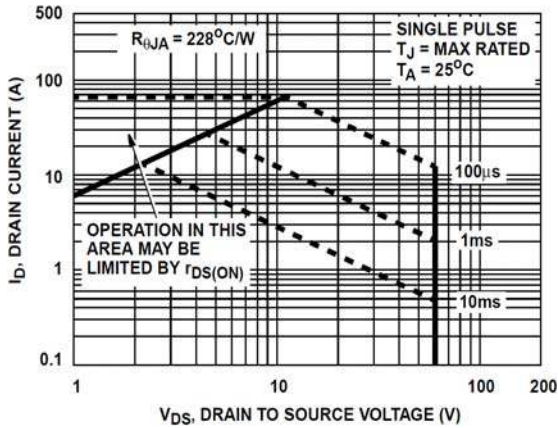 500
100
10
1
0.1
I_D, DRAIN CURRENT (A)
RθJA = 228°C/W
SINGLE PULSE
TJ = MAX RATED
TA = 25°C
100μs
1ms
10ms
OPERATION IN THIS
AREA MAY BE
LIMITED BY rDS(ON)
1
10
100
200
VDS, DRAIN TO SOURCE VOLTAGE (V)